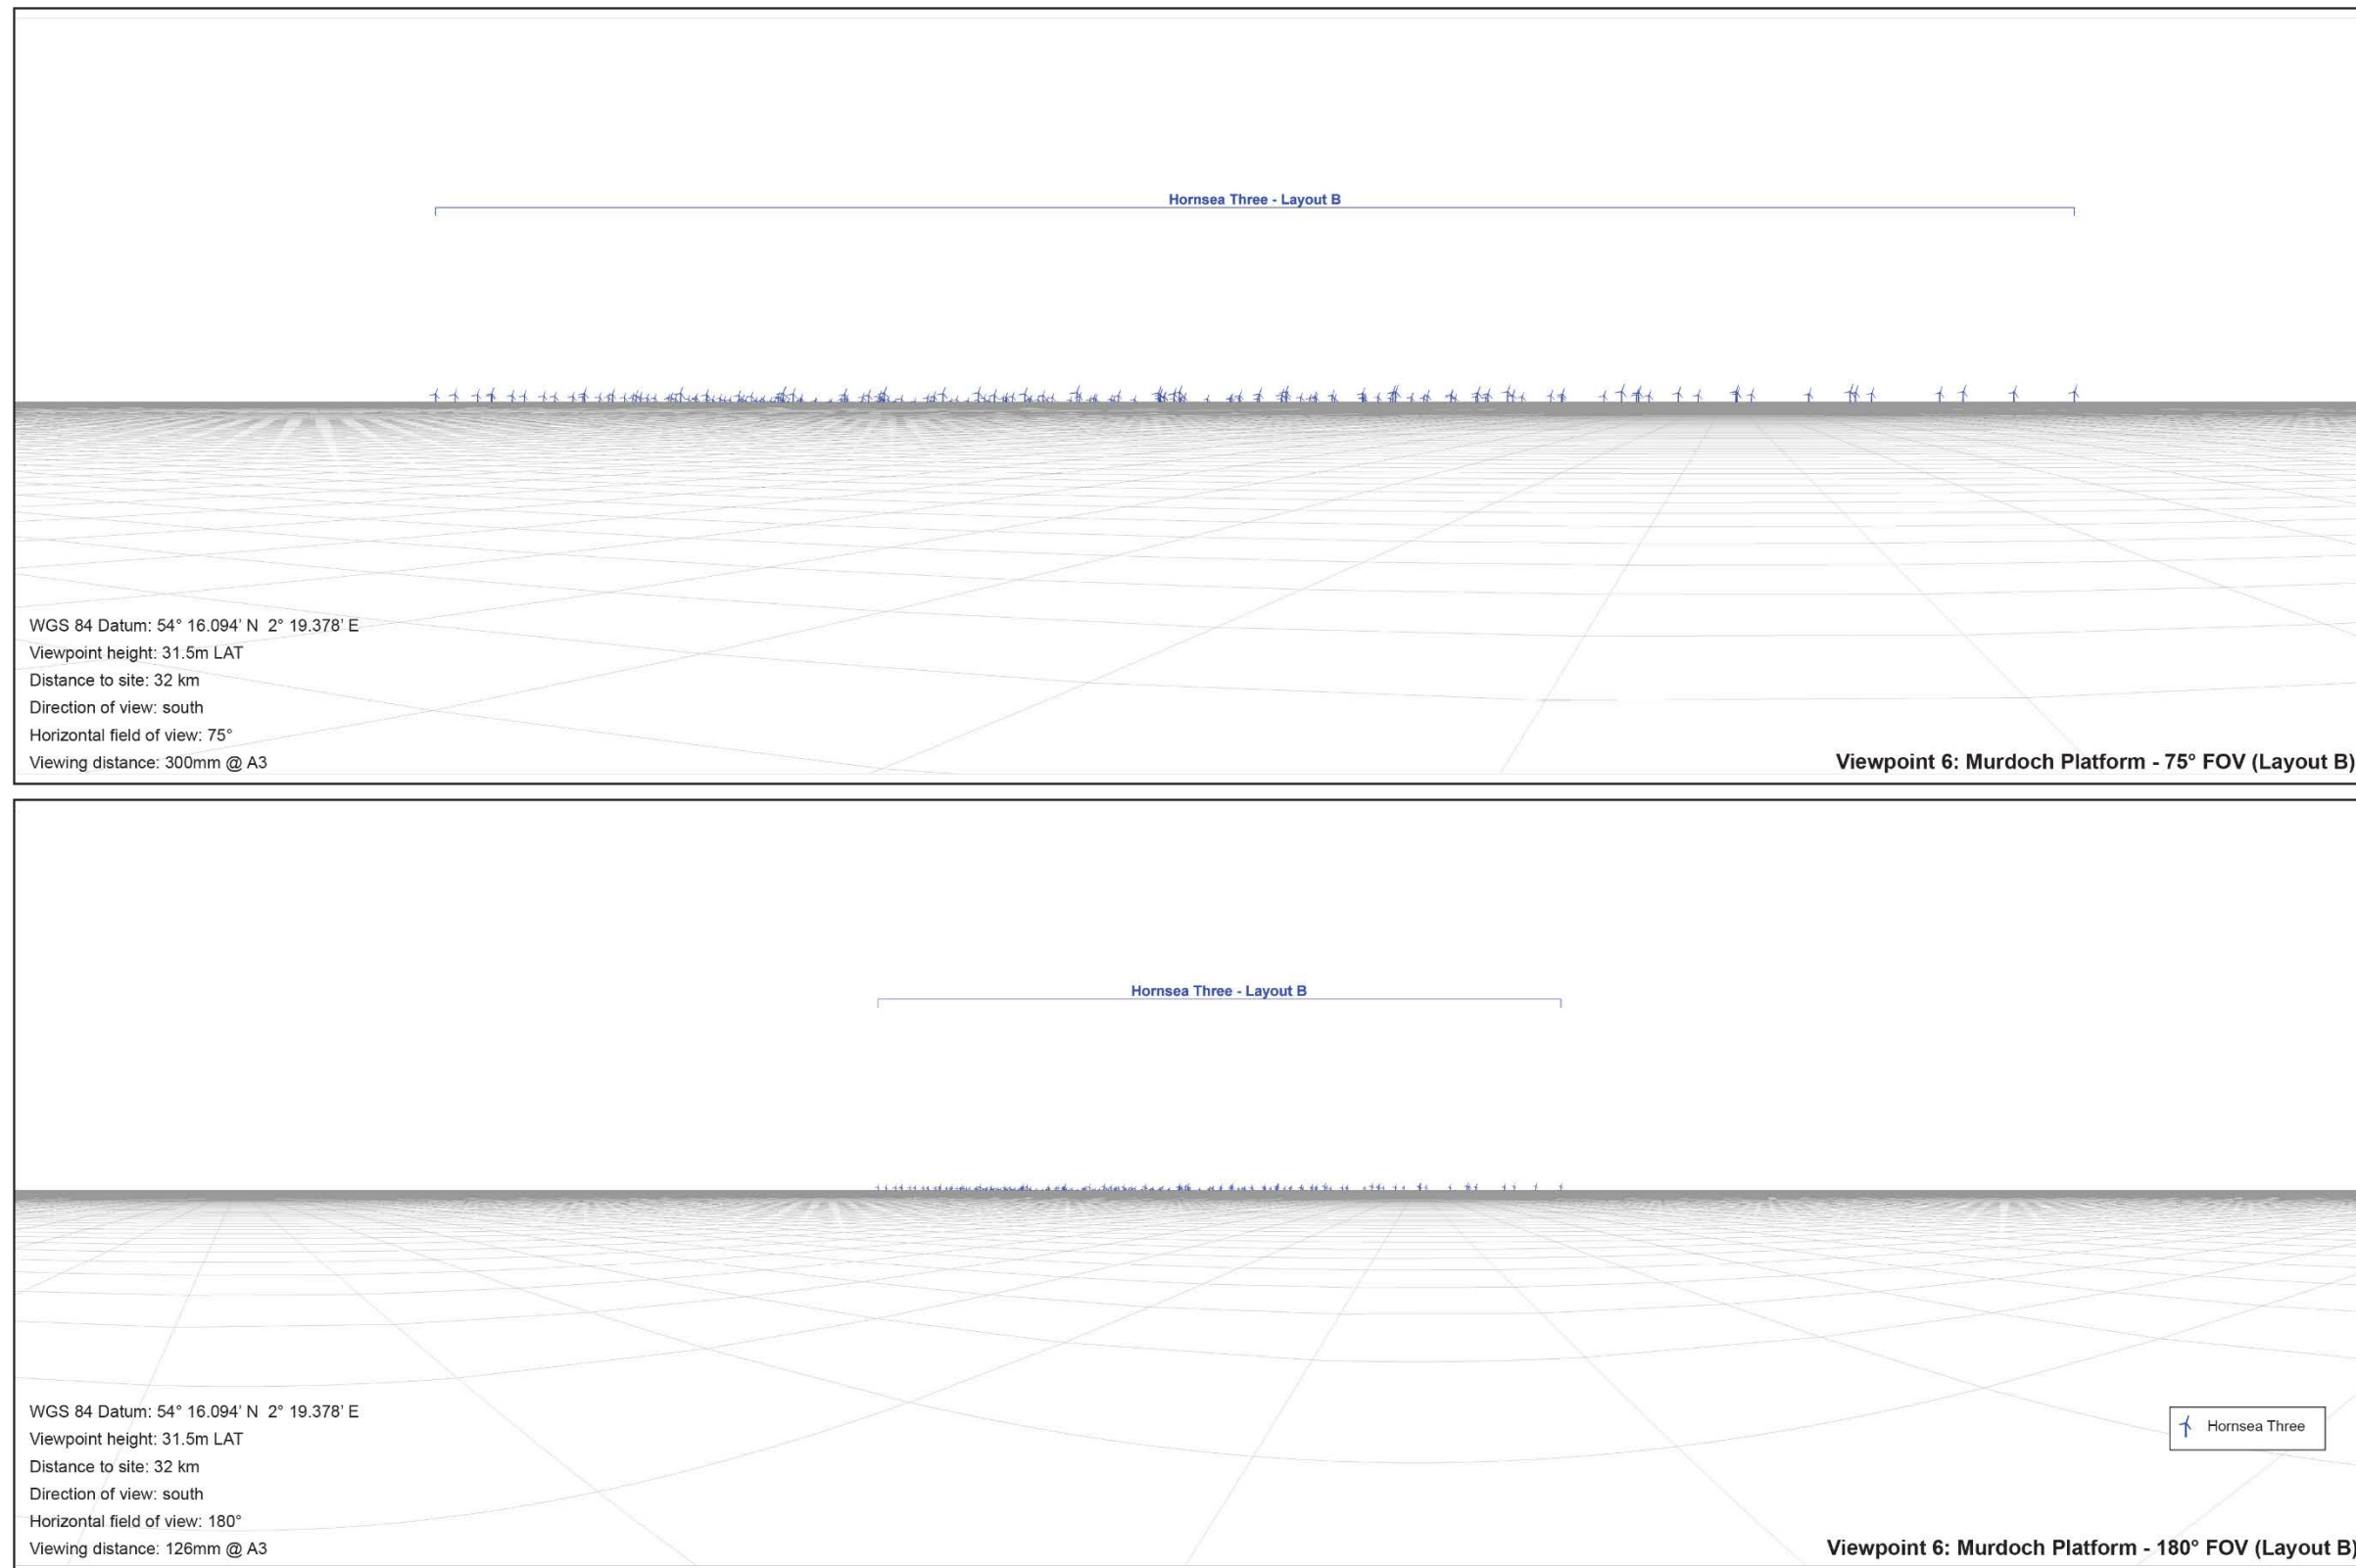 Hornsea Three - Layout B
WGS 84 Datum: 54° 16.094' N  2° 19.378' E
Viewpoint height: 31.5m LAT
Distance to site: 32 km
Direction of view: south
Horizontal field of view: 75°
Viewing distance: 300mm @ A3
Viewpoint 6: Murdoch Platform - 75° FOV (Layout B)
Hornsea Three - Layout B
WGS 84 Datum: 54° 16.094' N  2° 19.378' E
Viewpoint height: 31.5m LAT
Distance to site: 32 km
Direction of view: south
Horizontal field of view: 180°
Viewing distance: 126mm @ A3
Hornsea Three
Viewpoint 6: Murdoch Platform - 180° FOV (Layout B)